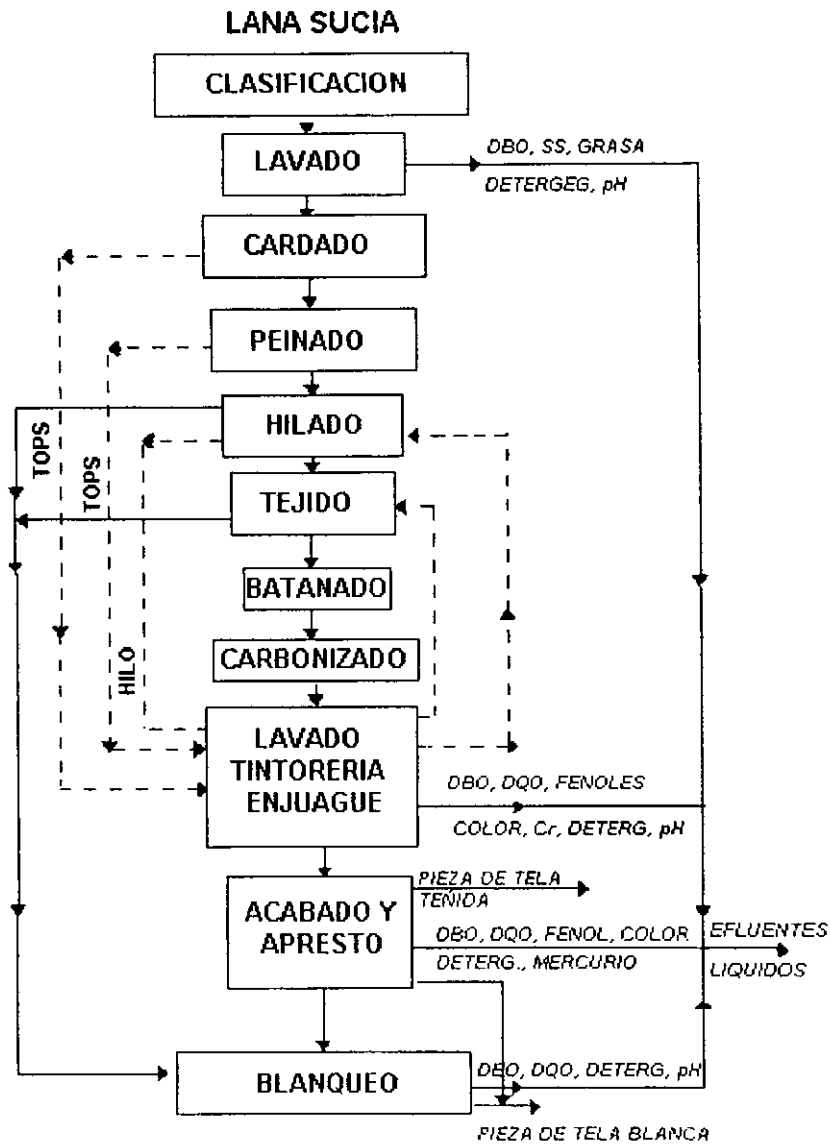 LANA SUCIA
CLASIFICACION
LAVADO
DBO, SS, GRASA
DETERGEG, pH
CARDADO
PEINADO
HILADO
TOPS
TOPS
TEJIDO
BATANADO
HILO
CARBONIZADO
LAVADO
TINTORERIA
ENJUAGUE
DBO, DQO, FENOLES
COLOR, Cr, DETERG, pH
PIEZA DE TELA
TEÑIDA
ACABADO Y
APRESTO
DBO, DQO, FENOL, COLOR
DETERG., MERCURIO
EFLUENTES
LIQUIDOS
BLANQUEO
DBO, DQO, DETERG, pH
PIEZA DE TELA BLANCA